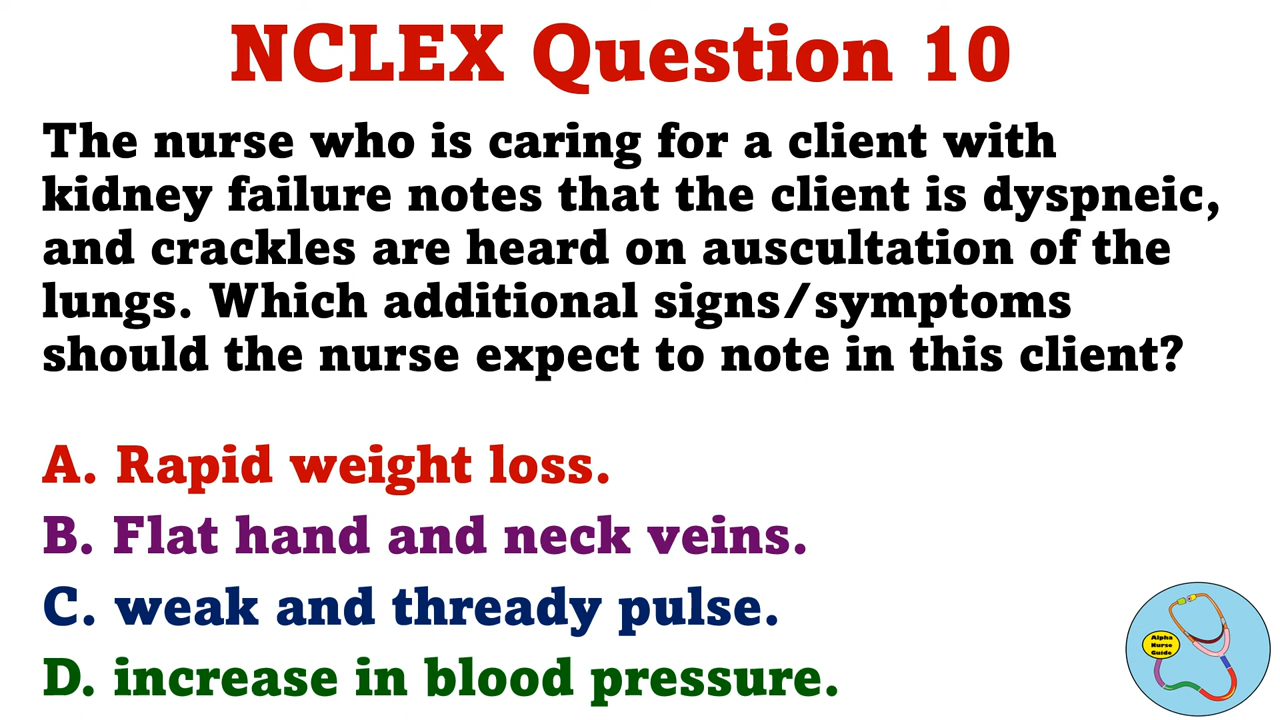 NCLEX Question 10
The nurse who is caring for a client with
kidney failure notes that the client is dyspneic,
and crackles are heard on auscultation of the
lungs. Which additional signs/symptoms
should the nurse expect to note in this client?
A. Rapid weight loss.
B. Flat hand and neck veins.
C. weak and thready pulse.
D. increase in blood pressure.
Alpha
Nurse
Guide